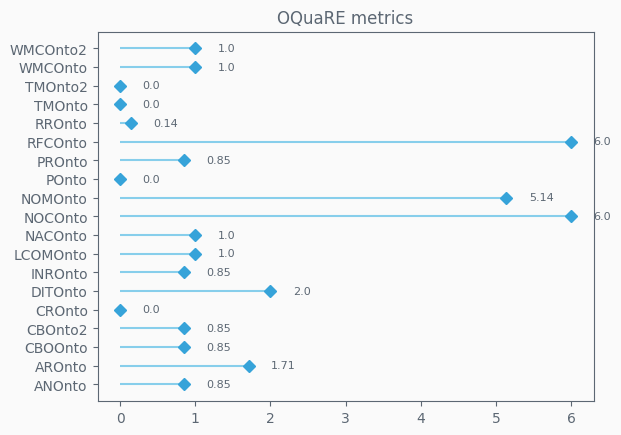 OQuaRE metrics
WMCOnto2 1.0
WMCOnto 1.0
TMOnto2 0.0
TMOnto 0.0
RROnto 0.14
RFCOnto 6.0
PROnto 0.85
POnto 0.0
NOMOnto 5.14
NOCOnto 6.0
NACOnto 1.0
LCOMOnto 1.0
INROnto 0.85
DITOnto 2.0
CROnto 0.0
CBOnto2 0.85
CBOOnto 0.85
AROnto 1.71
ANOnto 0.85
0 1 2 3 4 5 6